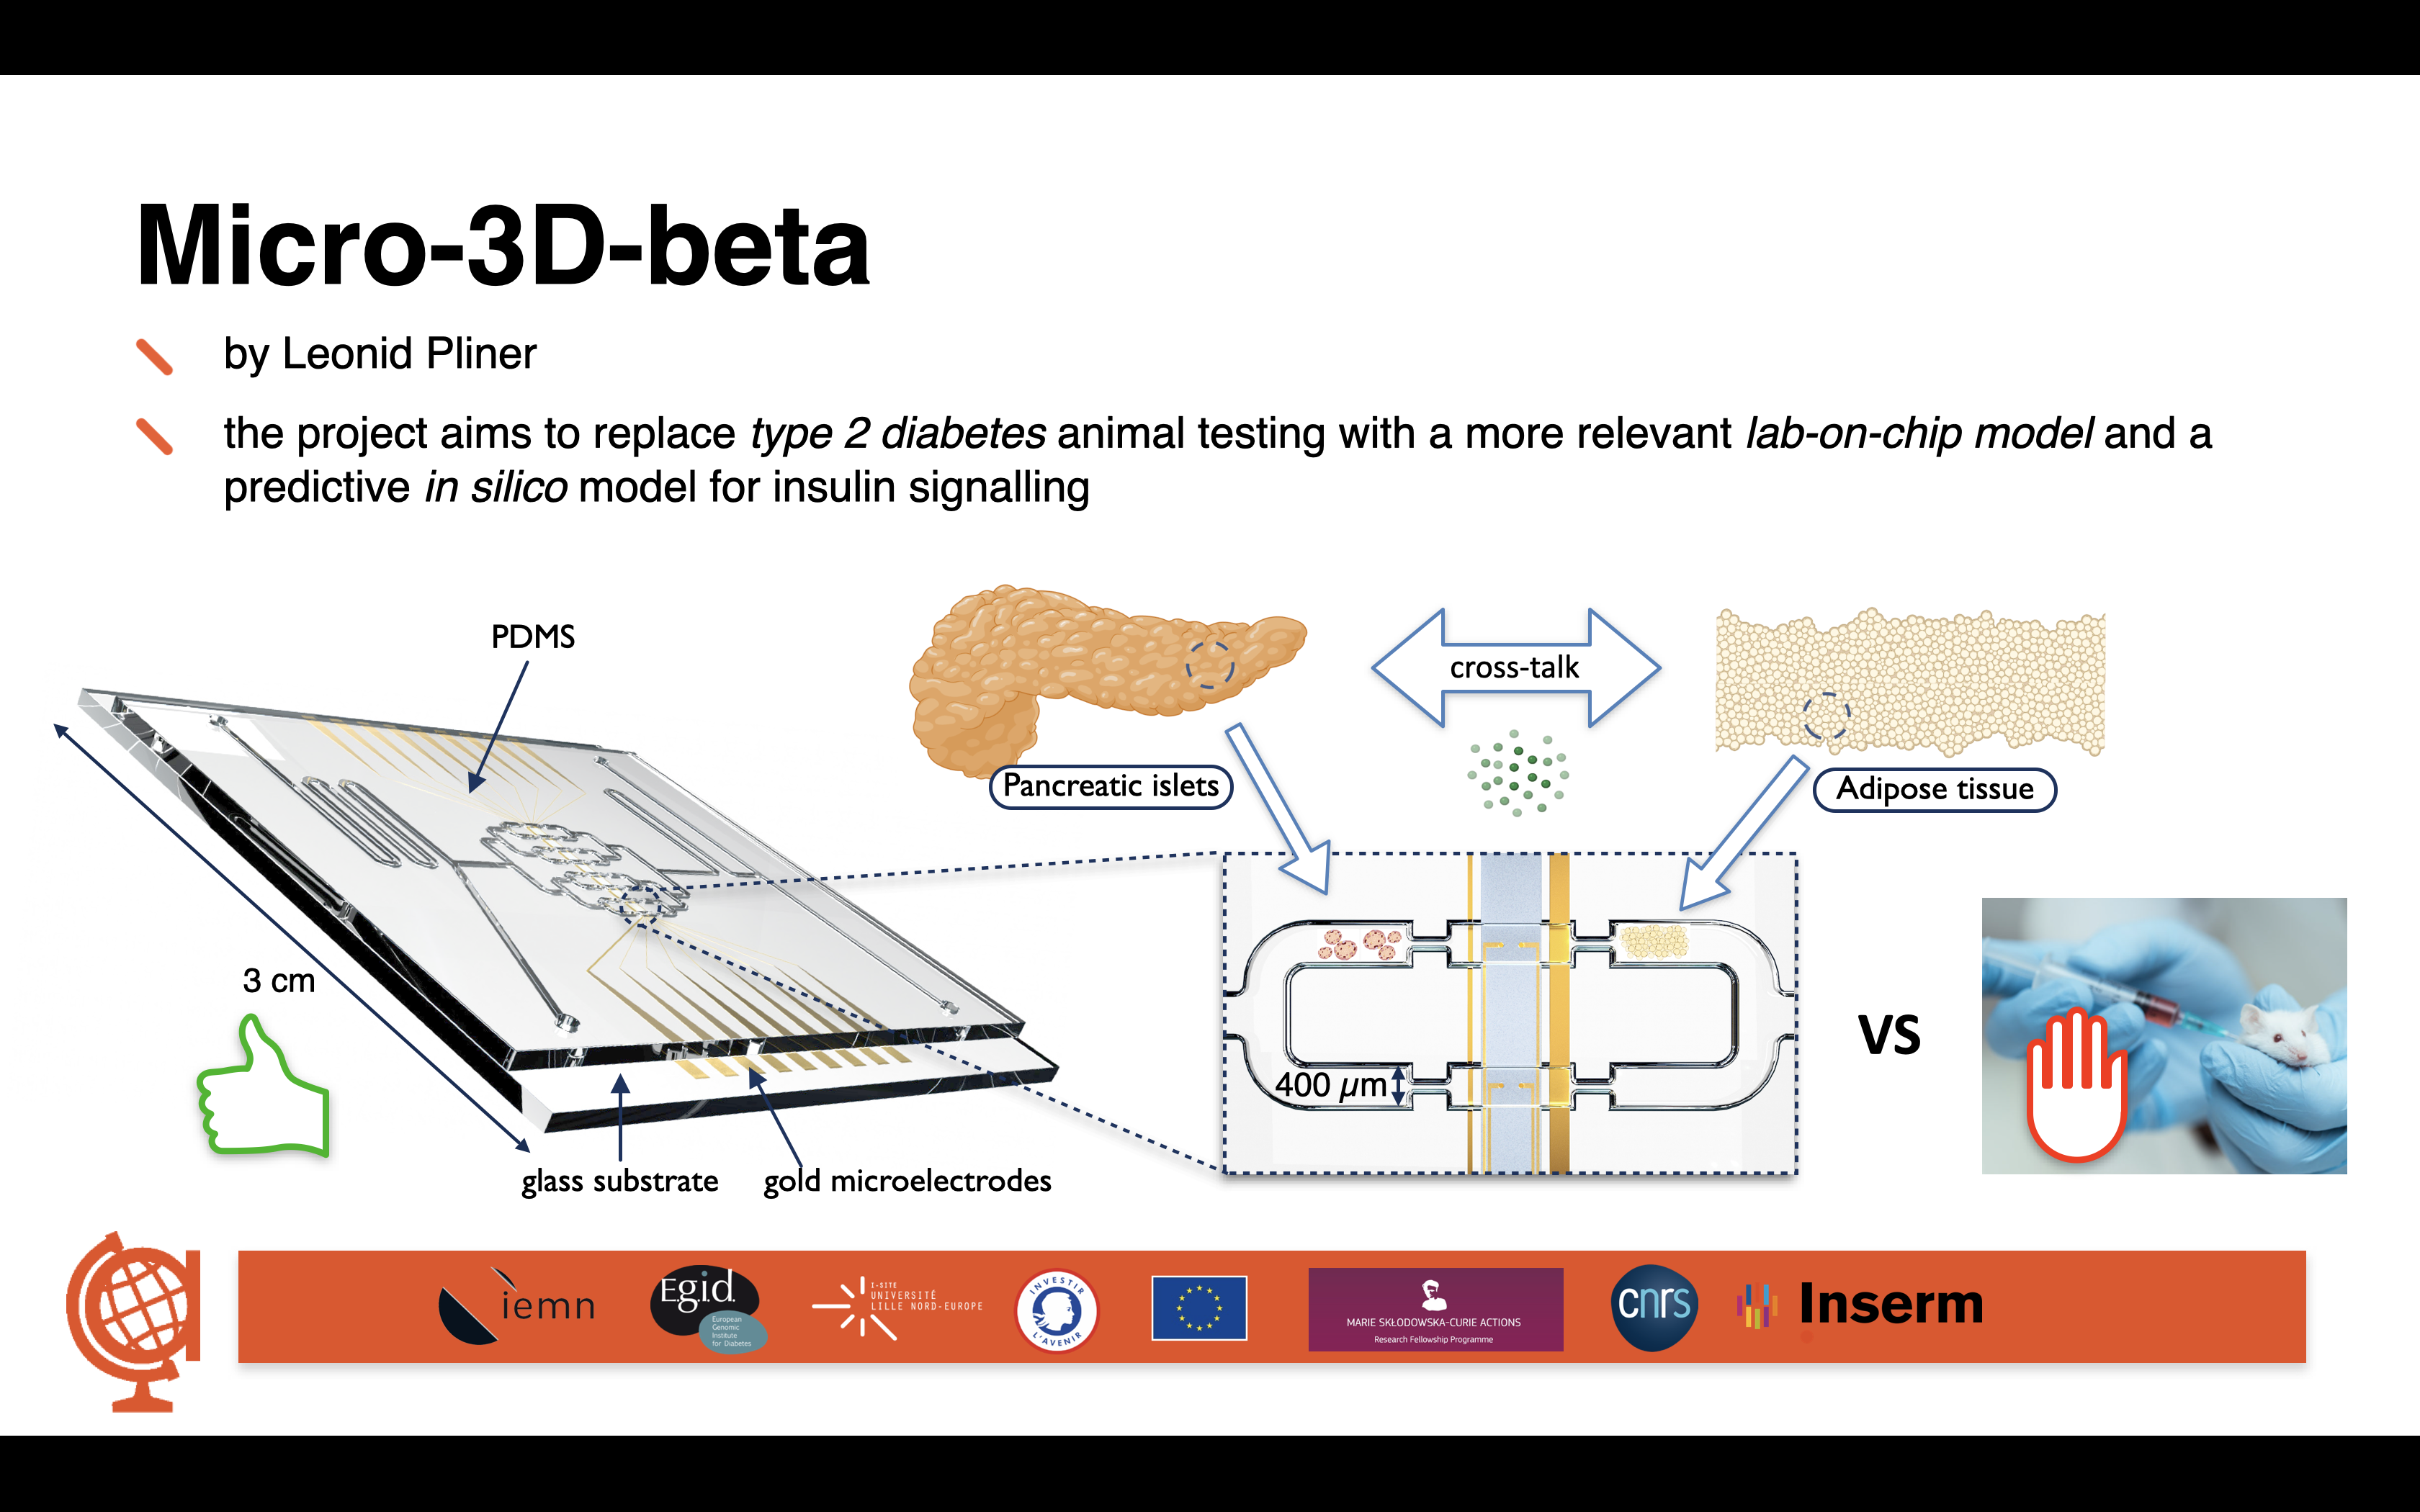 Micro-3D-beta
by Leonid Pliner
the project aims to replace type 2 diabetes animal testing with a more relevant lab-on-chip model and a
predictive in silico model for insulin signalling
PDMS
cross-talk
Pancreatic islets
Adipose tissue
3 cm
400 µm
VS
glass substrate
gold microelectrodes
iemn
E.g.i.d.
European
Genomic
Institute
for Diabetes
I-SITE
UNIVERSITÉ
LILLE NORD-EUROPE
INVESTIR
L'AVENIR
MARIE SKŁODOWSKA-CURIE ACTIONS
Research Fellowship Programme
cnrs
Inserm